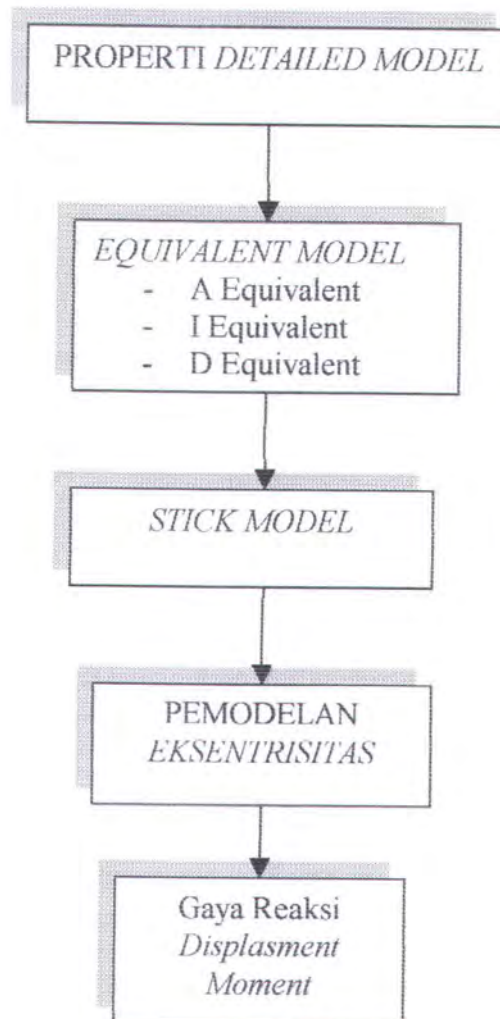 PROPERTI DETAILED MODEL
EQUIVALENT MODEL
- A Equivalent
- I Equivalent
- D Equivalent
STICK MODEL
PEMODELAN
EKSENTRISITAS
Gaya Reaksi
Displasment
Moment